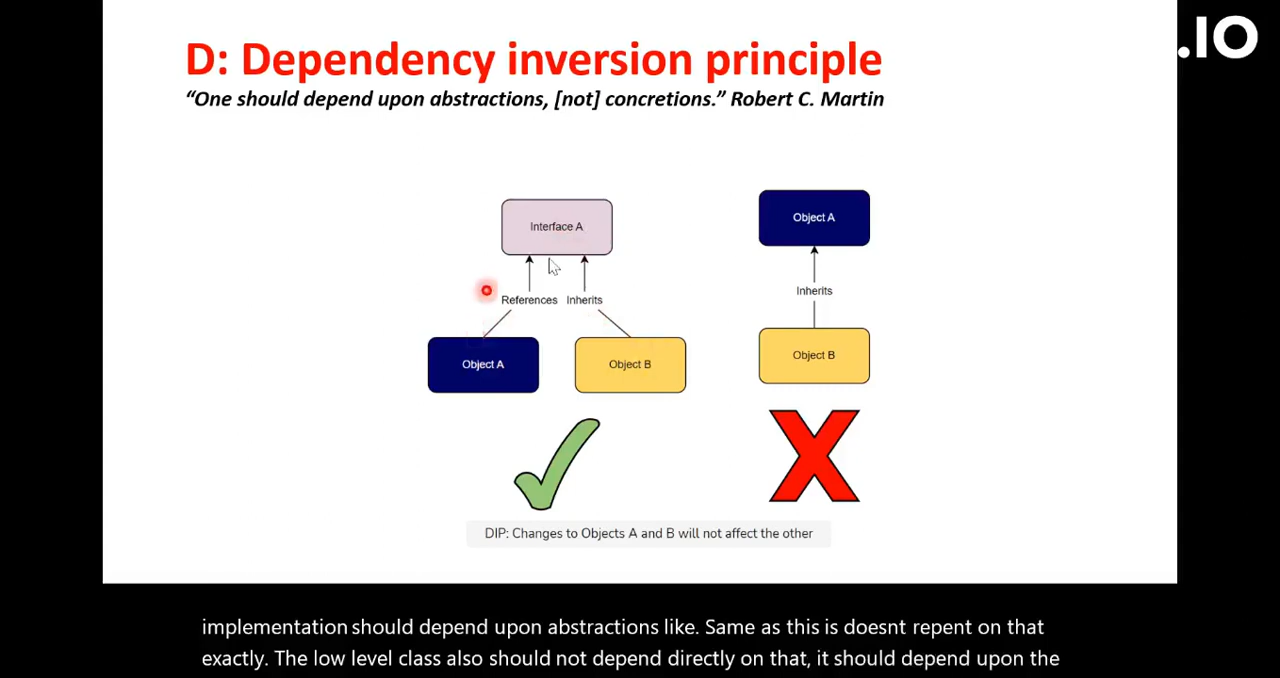 .IO
D: Dependency inversion principle
“One should depend upon abstractions, [not] concretions.” Robert C. Martin
Interface A
References Inherits
Object A Object B
Object A
Inherits
Object B
DIP: Changes to Objects A and B will not affect the other
implementation should depend upon abstractions like. Same as this is doesnt repent on that
exactly. The low level class also should not depend directly on that, it should depend upon the